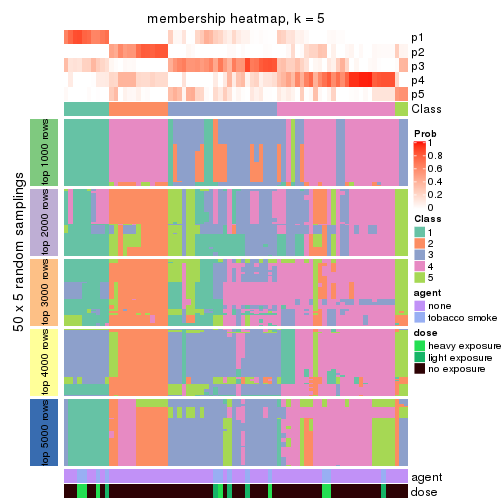 membership heatmap, k = 5
p1
p2
p3
p4
p5
Class
50 x 5 random samplings
top 1000 rows
top 2000 rows
top 3000 rows
top 4000 rows
top 5000 rows
agent
dose
Prob
1
0.8
0.6
0.4
0.2
0
Class
1
2
3
4
5
agent
none
tobacco smoke
dose
heavy exposure
light exposure
no exposure